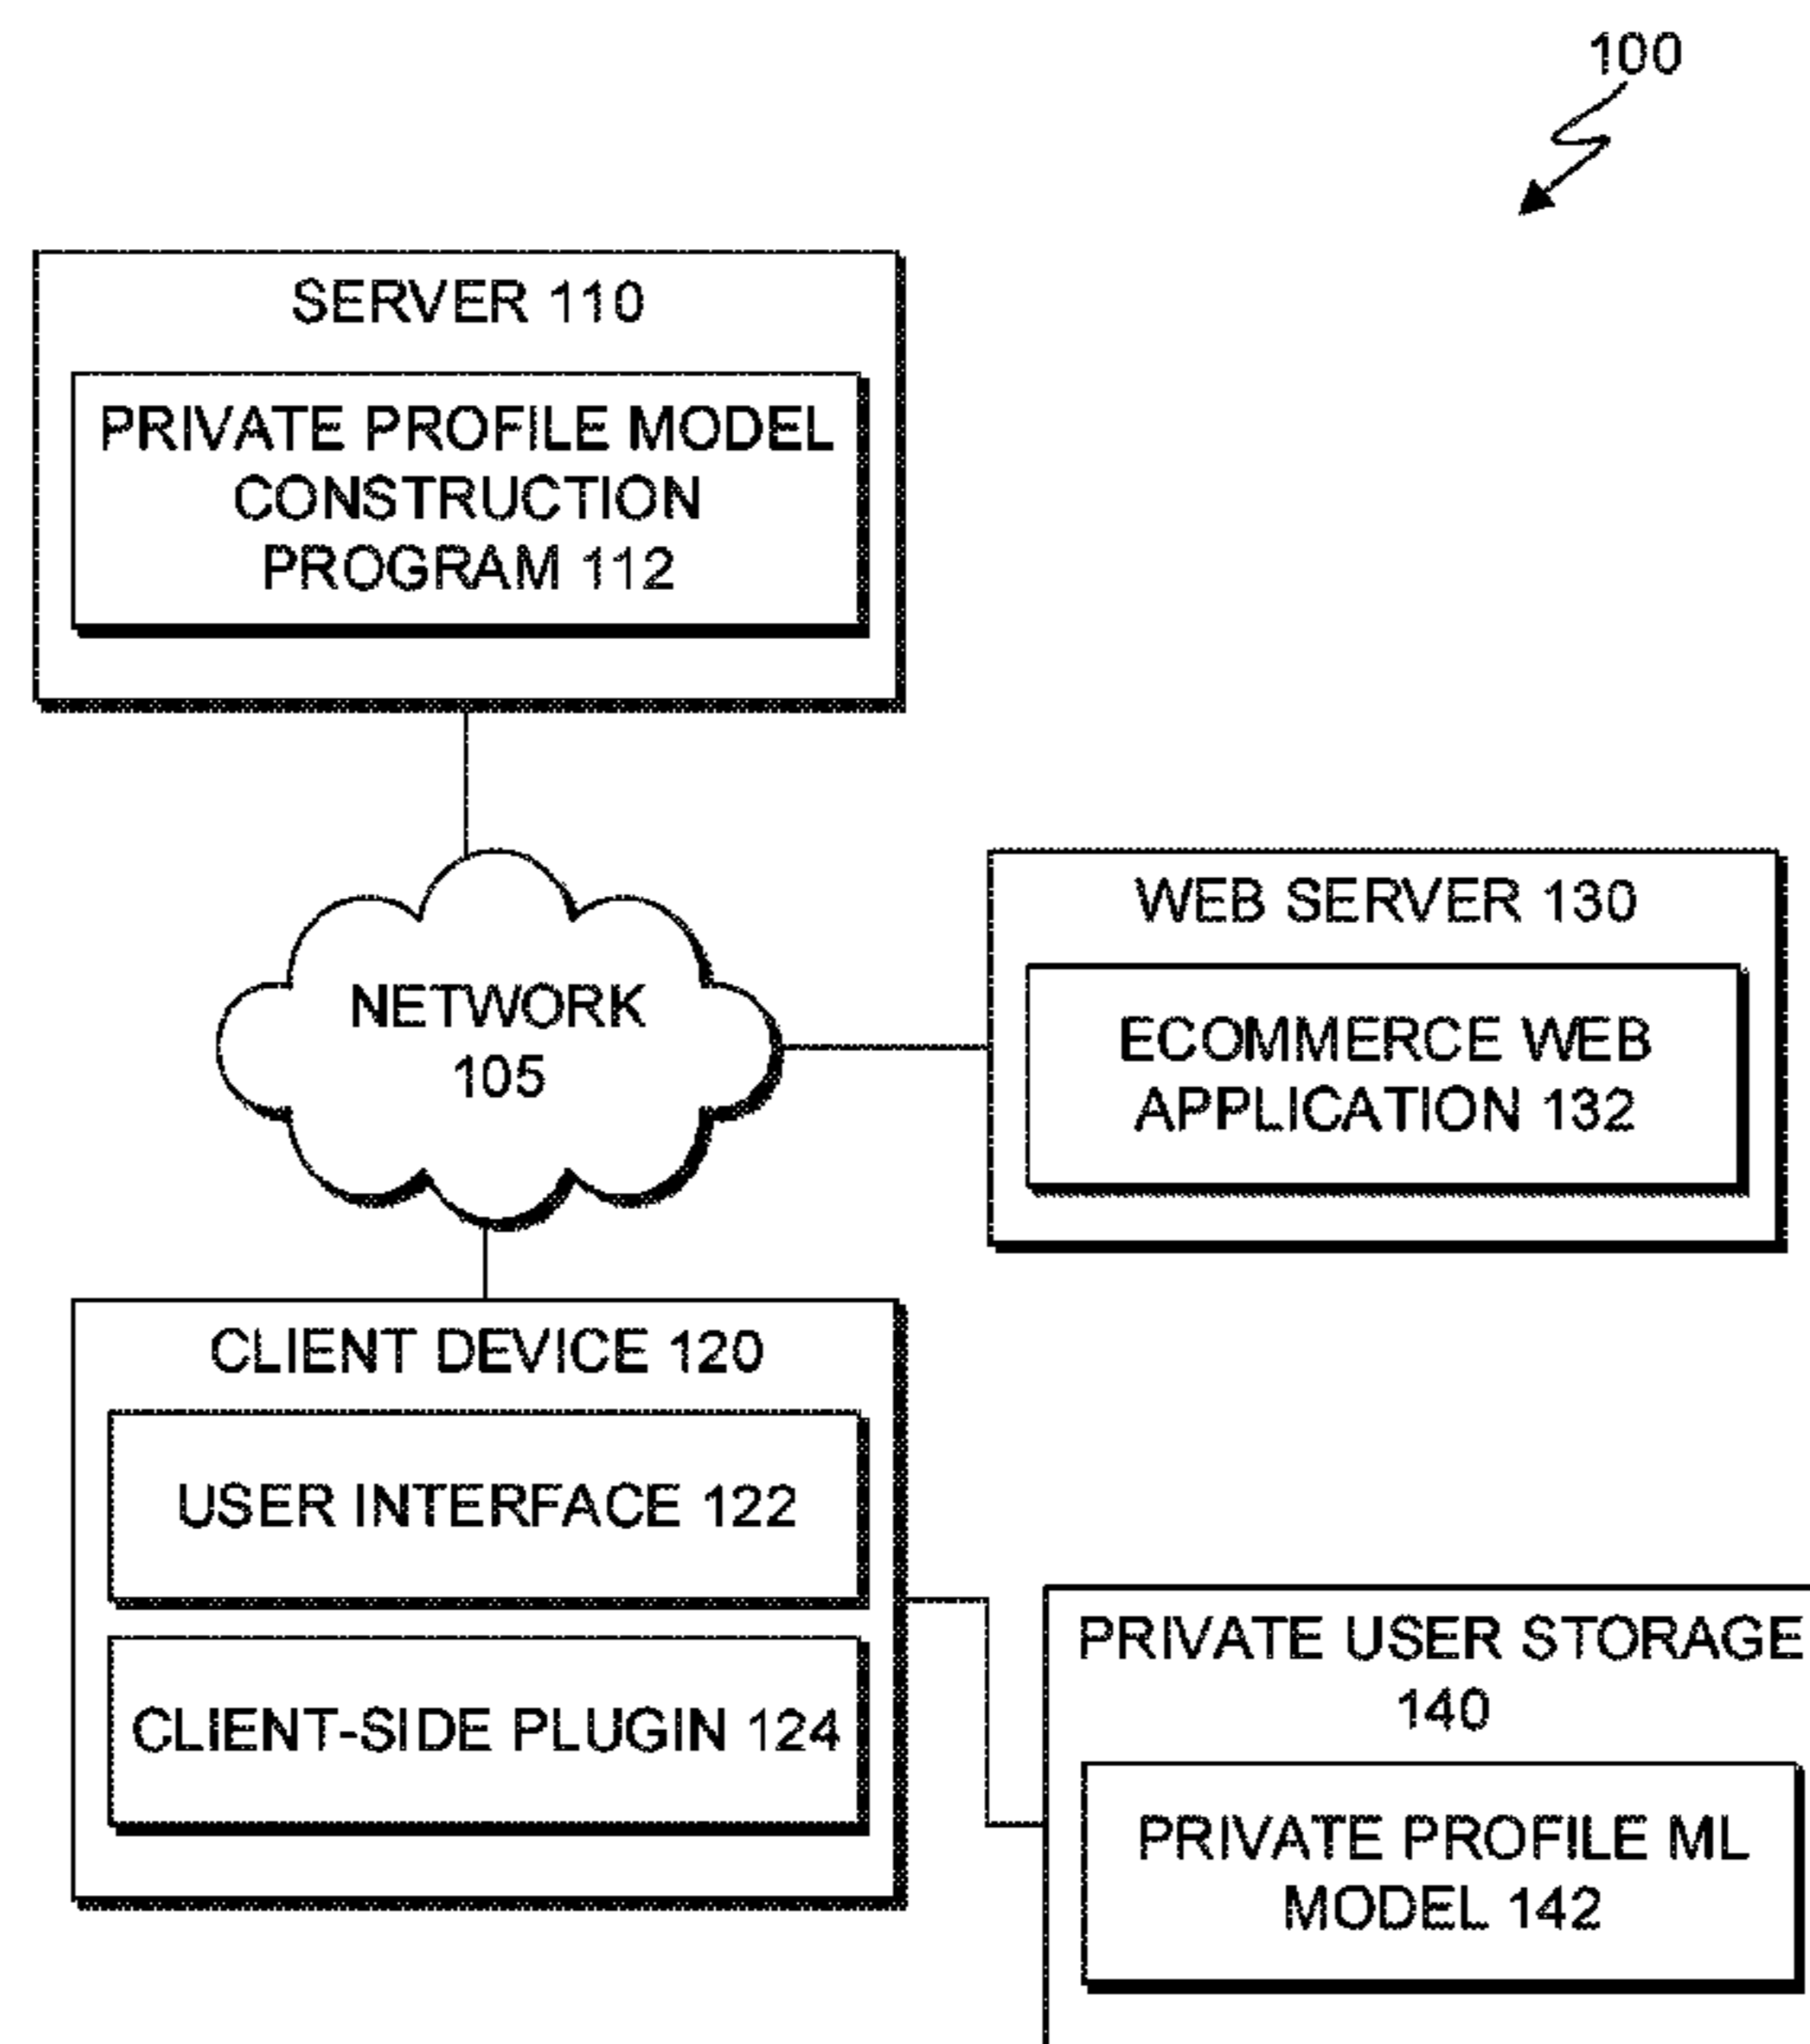 100
SERVER 110
PRIVATE PROFILE MODEL
CONSTRUCTION
PROGRAM 112
NETWORK
105
WEB SERVER 130
ECOMMERCE WEB
APPLICATION 132
CLIENT DEVICE 120
USER INTERFACE 122
CLIENT-SIDE PLUGIN 124
PRIVATE USER STORAGE
140
PRIVATE PROFILE ML
MODEL 142